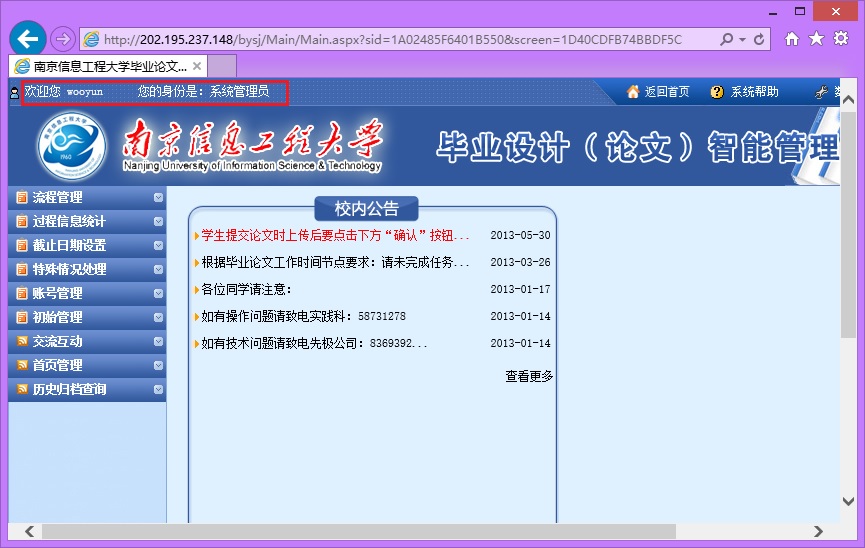 http://202.195.237.148/bysj/Main/Main.aspx?sid=1A02485F6401B550&screen=1D40CDFB74BBDF5C
南京信息工程大学毕业论文...
欢迎您 wooyun 您的身份是：系统管理员 返回首页 系统帮助
1960
南京信息工程大学
Nanjing University of Information Science & Technology
毕业设计（论文）智能管理
流程管理
过程信息统计
截止日期设置
特殊情况处理
账号管理
初始管理
交流互动
首页管理
历史归档查询
校内公告
学生提交论文时上传后要点击下方“确认”按钮... 2013-05-30
根据毕业论文工作时间节点要求：请未完成任务... 2013-03-26
各位同学请注意： 2013-01-17
如有操作问题请致电实践科：58731278 2013-01-14
如有技术问题请致电先极公司：8369392... 2013-01-14
查看更多